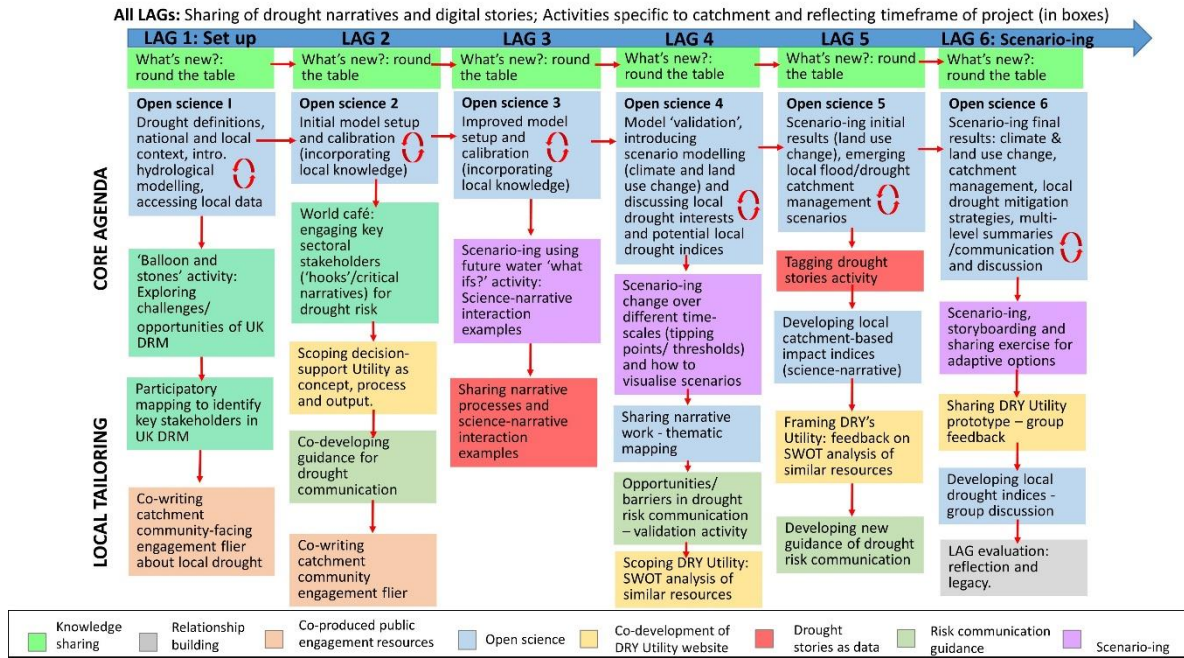 All LAGs: Sharing of drought narratives and digital stories; Activities specific to catchment and reflecting timeframe of project (in boxes)
LAG 1: Set up
LAG 2
LAG 3
LAG 4
LAG 5
LAG 6: Scenario-ing
CORE AGENDA
LOCAL TAILORING
What's new?:
round the table
What's new?: round
the table
What's new?: round
the table
What's new?: round
the table
What's new?: round
the table
What's new?:
round the table
Open science I
Drought definitions,
national and local
context, intro.
hydrological
modelling,
accessing local data
'Balloon and
stones' activity:
Exploring
challenges/
opportunities of UK
DRM
Participatory
mapping to identify
key stakeholders in
UK DRM
Co-writing
catchment
community-facing
engagement flier
about local drought
Open science 2
Initial model setup
and calibration
(incorporating
local knowledge)
World café:
engaging key
sectoral
stakeholders
('hooks'/critical
narratives) for
drought risk
Scoping decision-
support Utility as
concept, process
and output.
Co-developing
guidance for
drought
communication
Co-writing
catchment
community
engagement flier
Open science 3
Improved model
setup and
calibration
(incorporating
local knowledge)
Scenario-ing using
future water 'what
ifs?' activity:
Science-narrative
interaction
examples
Sharing narrative
processes and
science-narrative
interaction
examples
Open science 4
Model 'validation',
introducing
scenario modelling
(climate and land
use change) and
discussing local
drought interests
and potential local
drought indices
Scenario-ing
change over
different time-
scales (tipping
points/ thresholds)
and how to
visualise scenarios
Sharing narrative
work - thematic
mapping
Opportunities/
barriers in drought
risk communication
– validation activity
Scoping DRY Utility:
SWOT analysis of
similar resources
Open science 5
Scenario-ing initial
results (land use
change), emerging
local flood/drought
catchment
management
scenarios
Tagging drought
stories activity
Developing local
catchment-based
impact indices
(science-narrative)
Framing DRY's
Utility: feedback on
SWOT analysis of
similar resources
Developing new
guidance of drought
risk communication
Open science 6
Scenario-ing final
results: climate &
land use change,
catchment
management, local
drought mitigation
strategies, multi-
level summaries
/communication
and discussion
Scenario-ing,
storyboarding and
sharing exercise for
adaptive options
Sharing DRY Utility
prototype – group
feedback
Developing local
drought indices -
group discussion
LAG evaluation:
reflection and
legacy.
Knowledge
sharing
Relationship
building
Co-produced public
engagement resources
Open science
Co-development of
DRY Utility website
Drought
stories as data
Risk communication
guidance
Scenario-ing